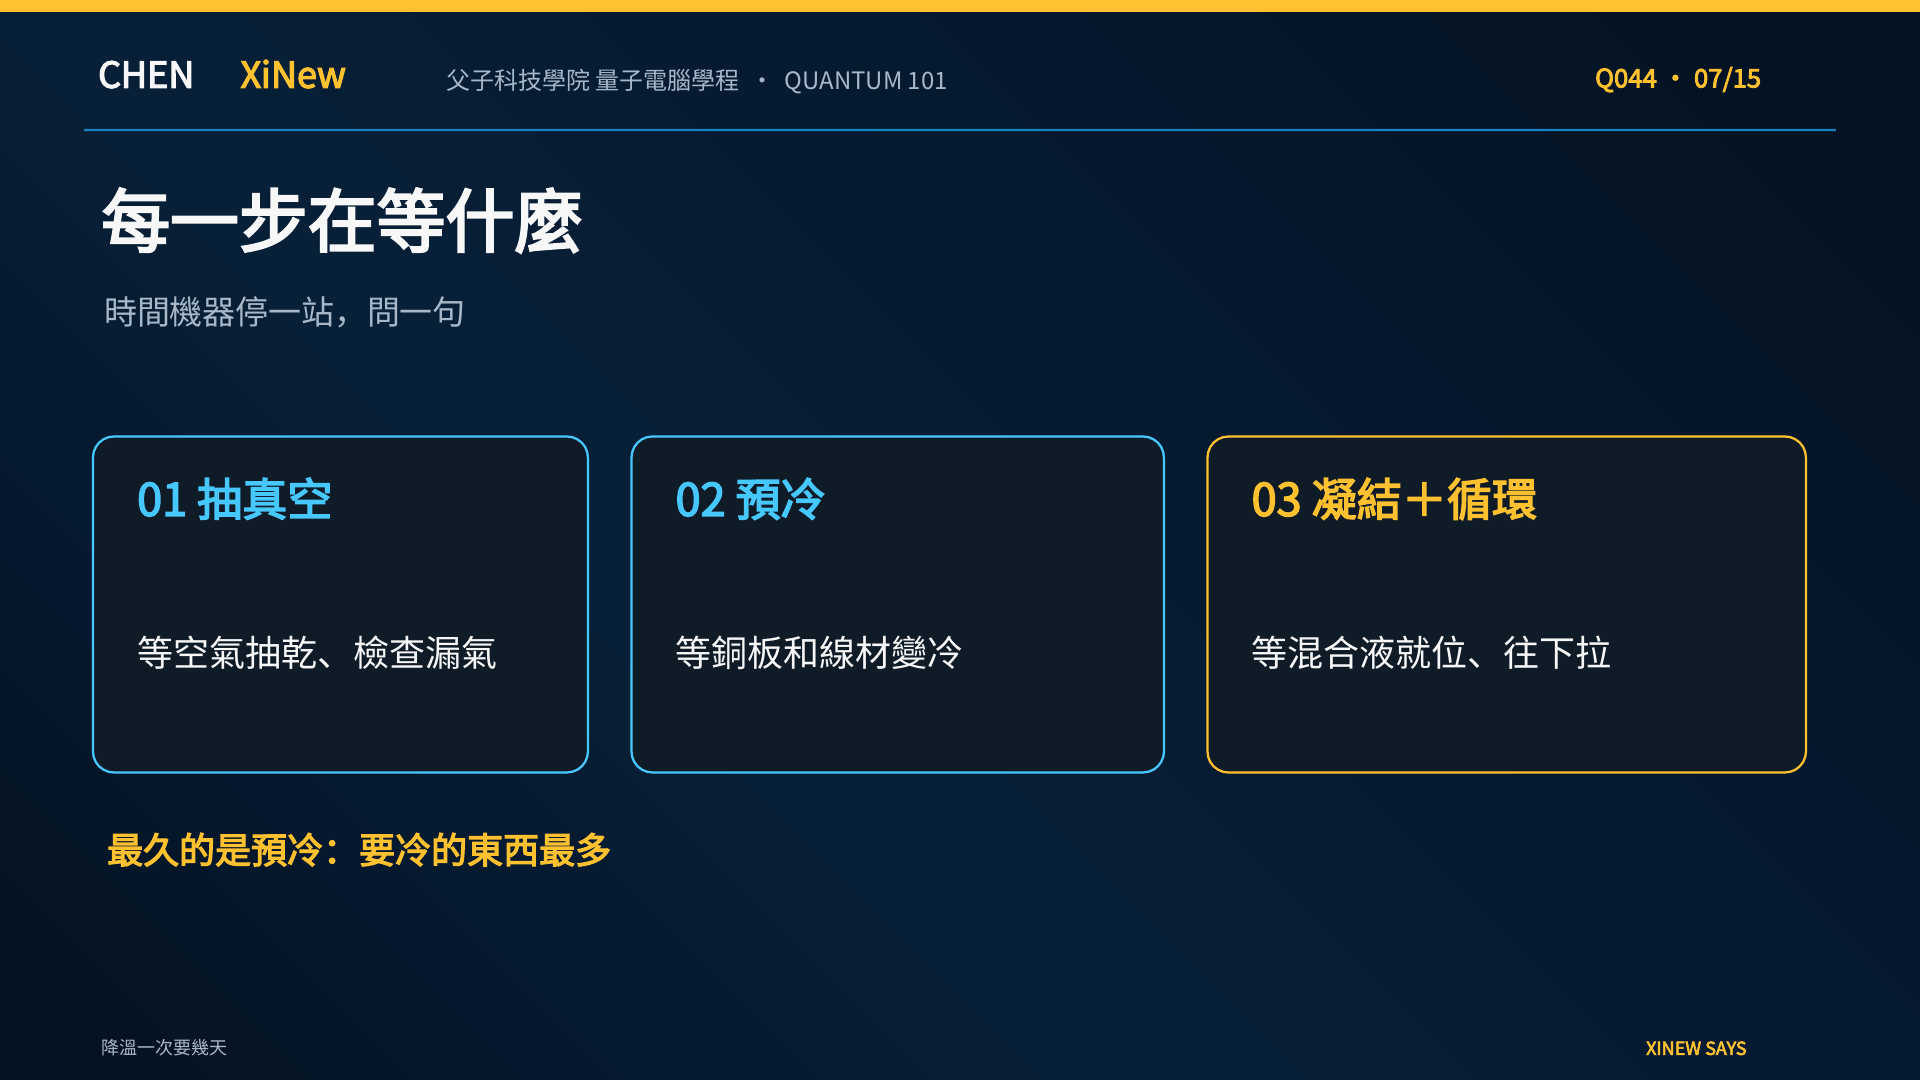 CHEN XiNew 父子科技學院 量子電腦學程 • QUANTUM 101 Q044 • 07/15
每一步在等什麼
時間機器停一站，問一句
01 抽真空
等空氣抽乾、檢查漏氣
02 預冷
等銅板和線材變冷
03 凝結＋循環
等混合液就位、往下拉
最久的是預冷：要冷的東西最多
降溫一次要幾天
XINEW SAYS